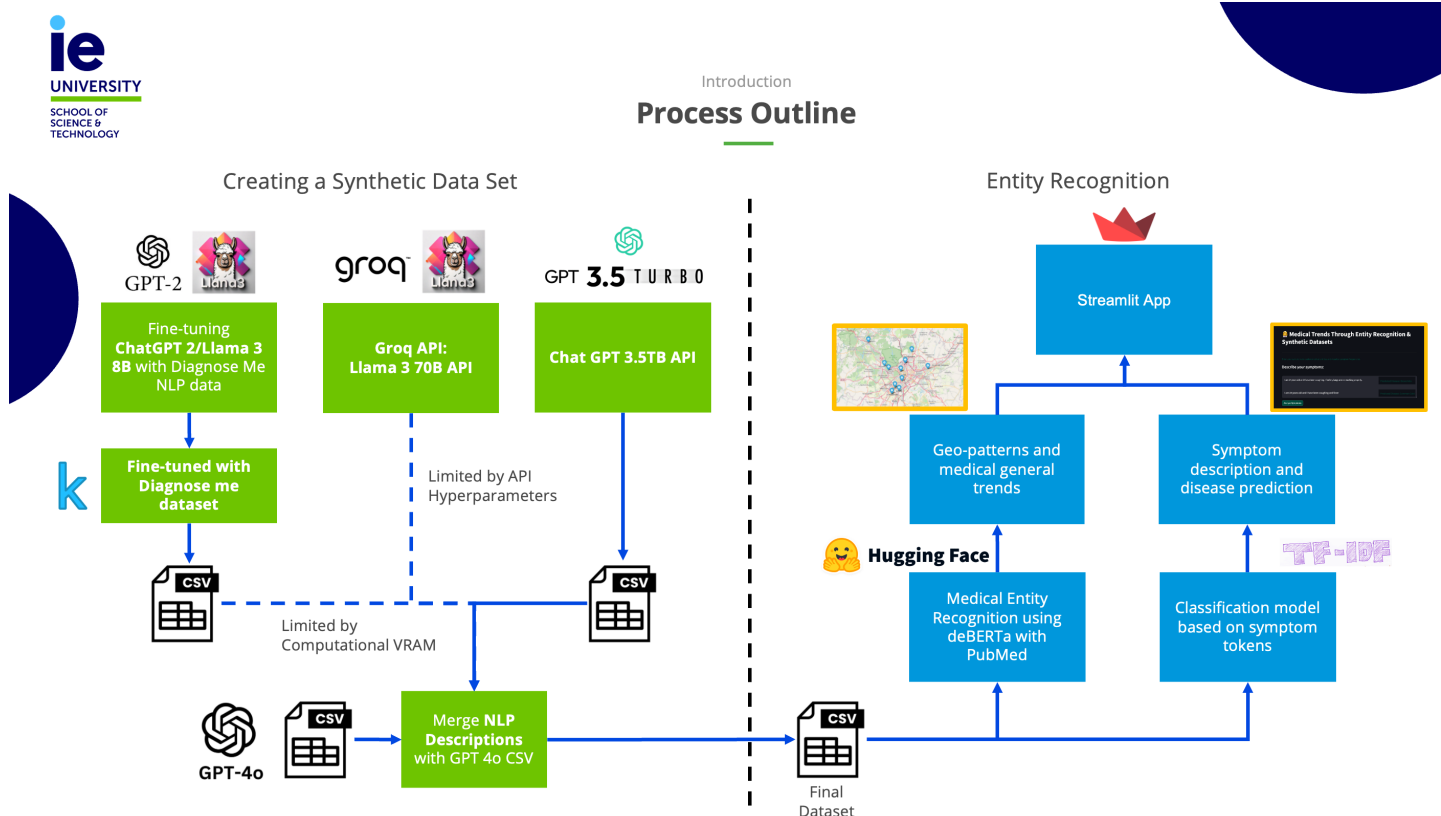 ie
UNIVERSITY
SCHOOL OF
SCIENCE &
TECHNOLOGY
Introduction
Process Outline
Creating a Synthetic Data Set
GPT-2
Llama3
groq
Llama3
GPT 3.5 TURBO
Fine-tuning
ChatGPT 2/Llama 3
8B with Diagnose Me
NLP data
Groq API:
Llama 3 70B API
Chat GPT 3.5TB API
k
Fine-tuned with
Diagnose me
dataset
Limited by API
Hyperparameters
CSV
CSV
Limited by
Computational VRAM
GPT-4o
CSV
Merge NLP
Descriptions
with GPT 4o CSV
Entity Recognition
Streamlit App
Medical Trends Through Entity Recognition &
Synthetic Datasets
Describe your symptoms:
Geo-patterns and
medical general
trends
Symptom
description and
disease prediction
Hugging Face
TF-IDF
Medical Entity
Recognition using
deBERTa with
PubMed
Classification model
based on symptom
tokens
CSV
Final
Dataset